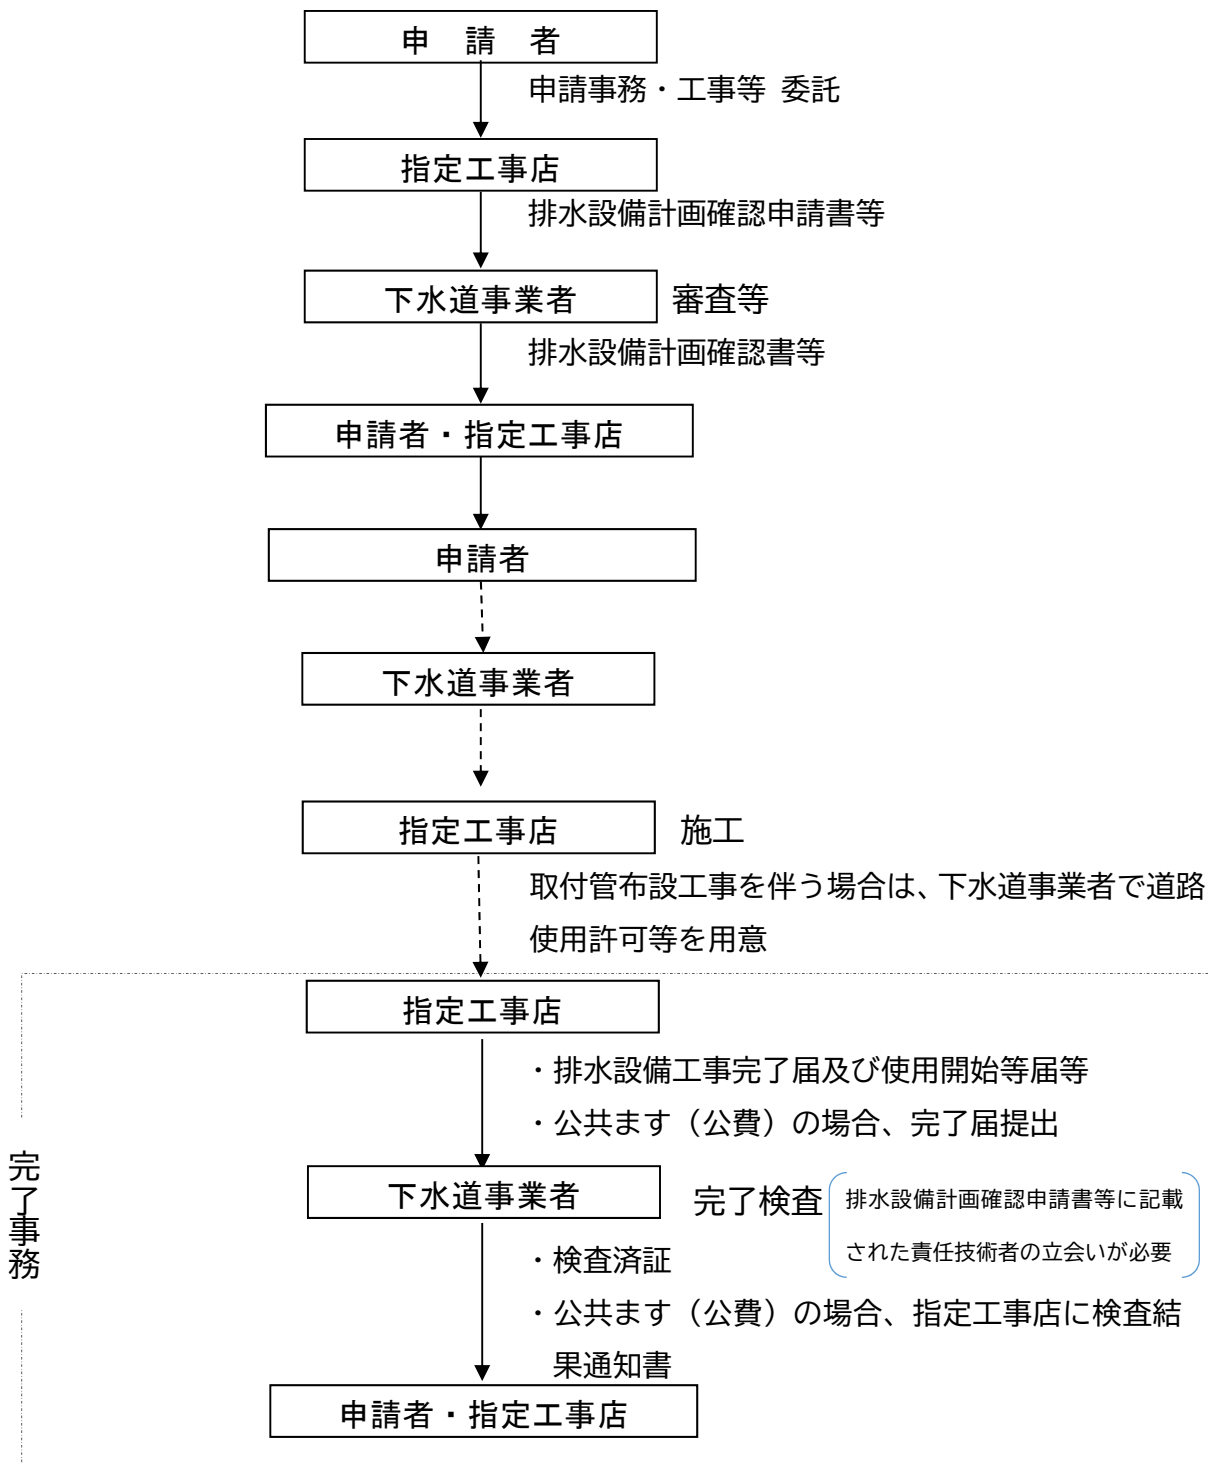 申　請　者
申請事務・工事等 委託
指定工事店
排水設備計画確認申請書等
下水道事業者
審査等
排水設備計画確認書等
申請者・指定工事店
申請者
下水道事業者
指定工事店
施工
取付管布設工事を伴う場合は、下水道事業者で道路
使用許可等を用意
完了事務
指定工事店
・排水設備工事完了届及び使用開始等届等
・公共ます（公費）の場合、完了届提出
下水道事業者
完了検査
排水設備計画確認申請書等に記載
された責任技術者の立会いが必要
・検査済証
・公共ます（公費）の場合、指定工事店に検査結
果通知書
申請者・指定工事店